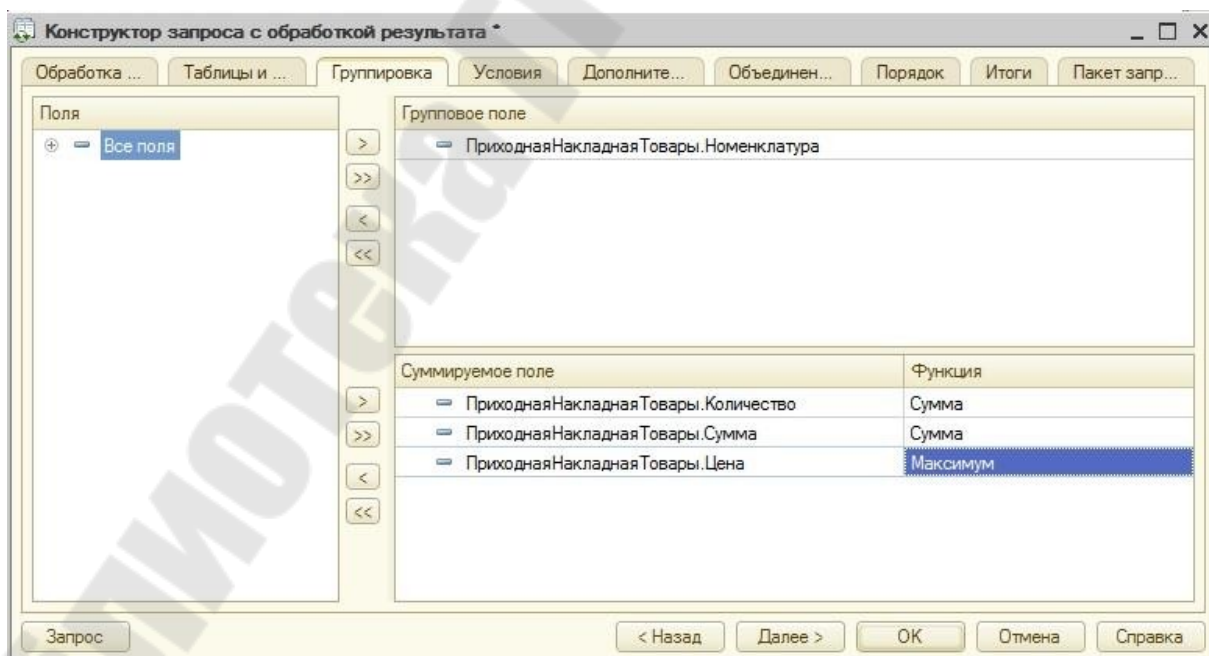 Конструктор запроса с обработкой результата *
Обработка ... Таблицы и ... Группировка Условия Дополните... Объединен... Порядок Итоги Пакет запр...
Поля
Все поля
>
>>
<
<<
Групповое поле
ПриходнаяНакладнаяТовары.Номенклатура
Суммируемое поле Функция
>
>>
<
<<
ПриходнаяНакладнаяТовары.Количество Сумма
ПриходнаяНакладнаяТовары.Сумма Сумма
ПриходнаяНакладнаяТовары.Цена Максимум
Запрос < Назад Далее > OK Отмена Справка